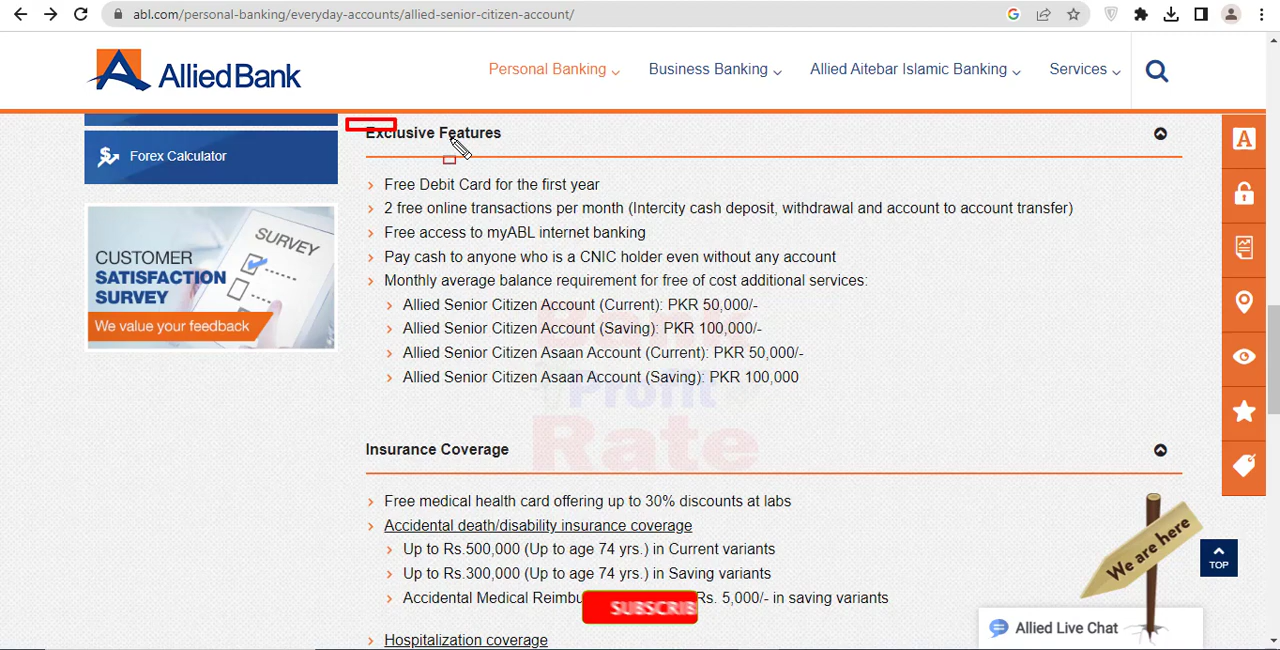 abl.com/personal-banking/everyday-accounts/allied-senior-citizen-account/
Allied Bank
Personal Banking Business Banking Allied Aitebar Islamic Banking Services
Exclusive Features
Forex Calculator
Free Debit Card for the first year
2 free online transactions per month (Intercity cash deposit, withdrawal and account to account transfer)
Free access to myABL internet banking
Pay cash to anyone who is a CNIC holder even without any account
Monthly average balance requirement for free of cost additional services:
Allied Senior Citizen Account (Current): PKR 50,000/-
Allied Senior Citizen Account (Saving): PKR 100,000/-
Allied Senior Citizen Asaan Account (Current): PKR 50,000/-
Allied Senior Citizen Asaan Account (Saving): PKR 100,000
SURVEY
CUSTOMER
SATISFACTION
SURVEY
We value your feedback
Bank
Profit
Rate
Insurance Coverage
Free medical health card offering up to 30% discounts at labs
Accidental death/disability insurance coverage
Up to Rs.500,000 (Up to age 74 yrs.) in Current variants
Up to Rs.300,000 (Up to age 74 yrs.) in Saving variants
Accidental Medical Reimbu Rs. 5,000/- in saving variants
SUBSCRIB
Hospitalization coverage
A
We are here
TOP
Allied Live Chat